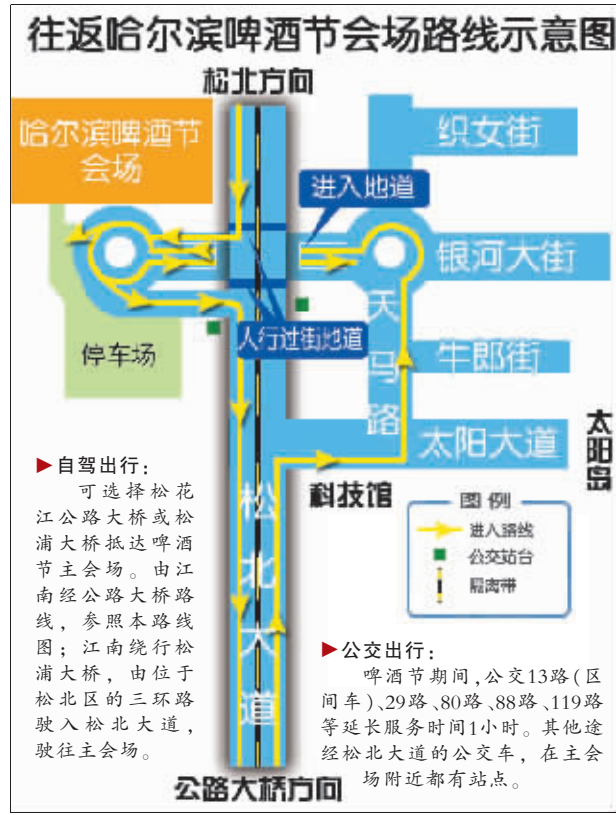 往返哈尔滨啤酒节会场路线示意图
松北方向
哈尔滨啤酒节
会场
织女街
进入地道
银河大街
天马路
人行过街地道
停车场
牛郎街
太阳大道
太阳岛
科技馆
松北大道
图例
进入路线
公交站台
隔离带
▶自驾出行：
可选择松花
江公路大桥或松
浦大桥抵达啤酒
节主会场。由江
南经公路大桥路
线，参照本路线
图；江南绕行松
浦大桥，由位于
松北区的三环路
驶入松北大道，
驶往主会场。
▶公交出行：
啤酒节期间,公交13路(区
间车)、29路、80路、88路、119路
等延长服务时间1小时。其他途
经松北大道的公交车，在主会
场附近都有站点。
公路大桥方向